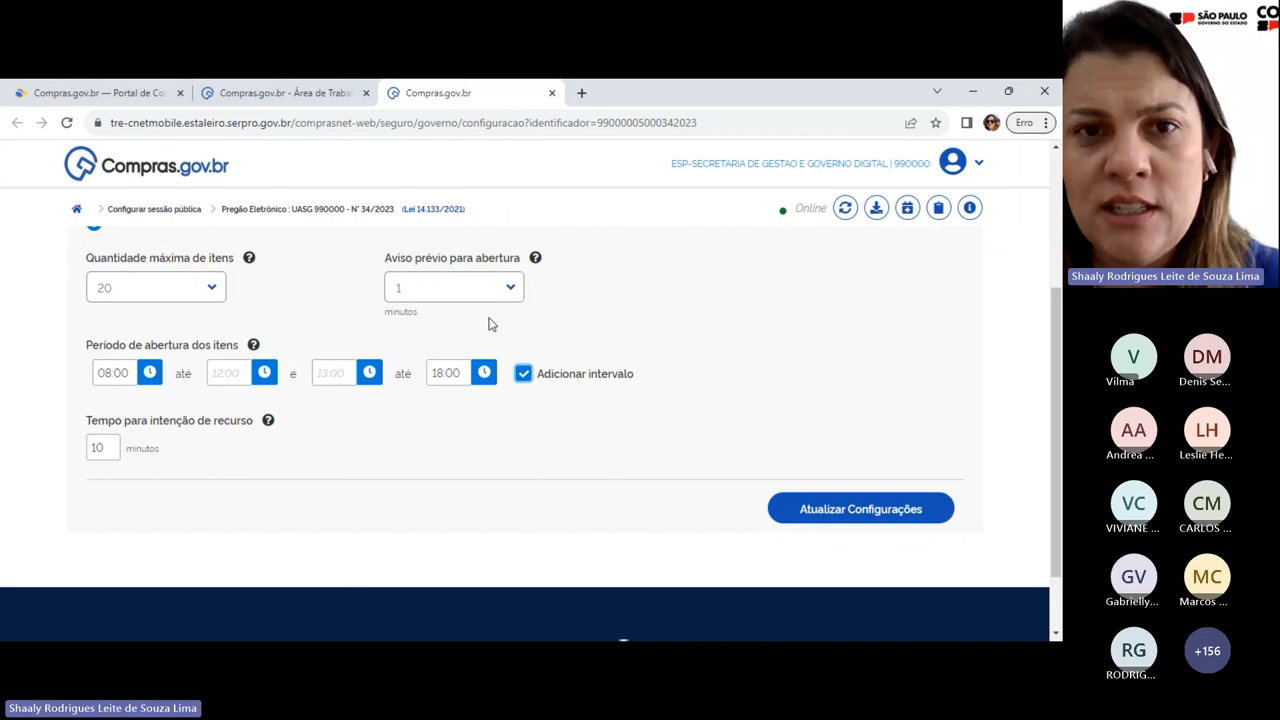 SÃO PAULO
GOVERNO DO ESTADO
CO
SP
Compras.gov.br — Portal de Co
Compras.gov.br - Área de Traba
Compras.gov.br
tre-cnetmobile.estaleiro.serpro.gov.br/comprasnet-web/seguro/governo/configuracao?identificador=99000005000342023
Erro
Compras.gov.br
ESP-SECRETARIA DE GESTAO E GOVERNO DIGITAL | 990000
Configurar sessão pública
Pregão Eletrônico : UASG 990000 - N° 34/2023 (Lei 14.133/2021)
Online
Quantidade máxima de itens
Aviso prévio para abertura
20
1
minutos
Período de abertura dos itens
08:00 até 12:00 e 13:00 até 18:00 Adicionar intervalo
Tempo para intenção de recurso
10 minutos
Atualizar Configurações
Shaaly Rodrigues Leite de Souza Lima
V
Vilma
DM
Denis Se...
AA
Andrea ...
LH
Leslie He...
VC
VIVIANE ...
CM
CARLOS ...
GV
Gabrielly...
MC
Marcos ...
RG
RODRIG...
+156
Shaaly Rodrigues Leite de Souza Lima